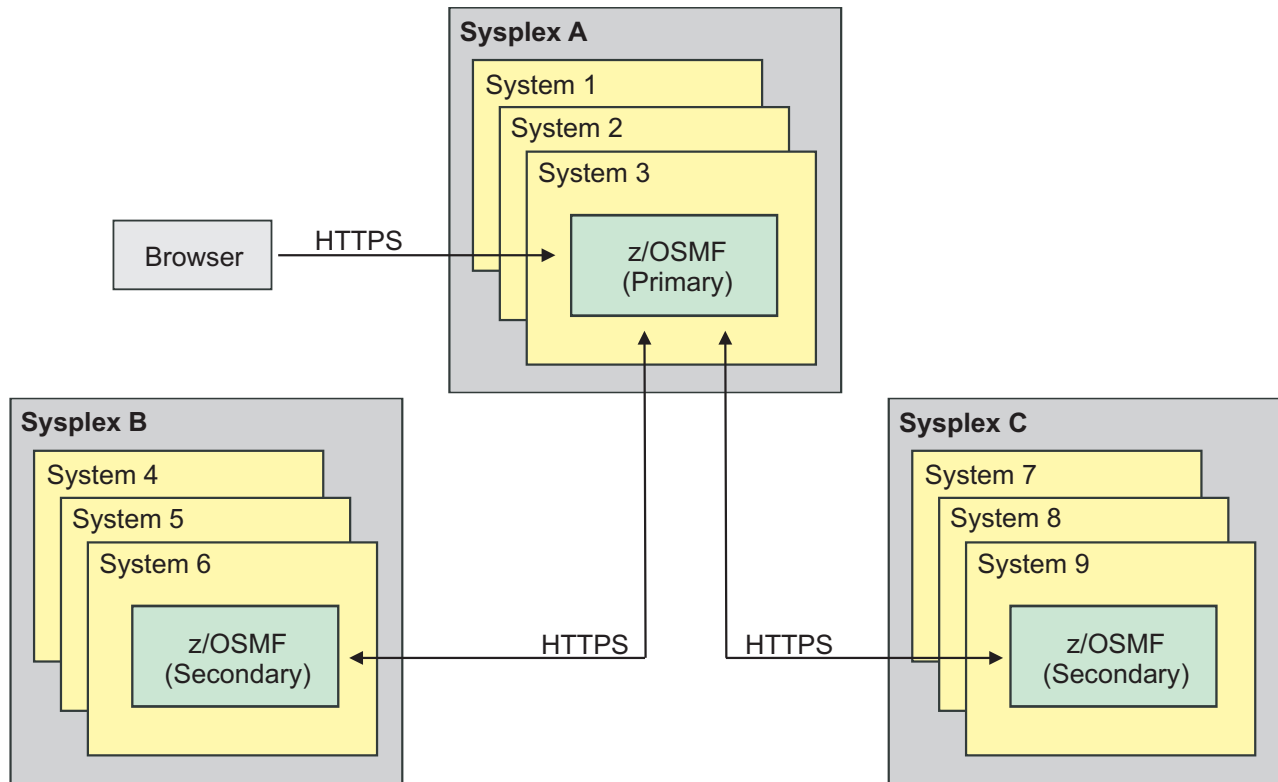 Sysplex A
System 1
System 2
System 3
z/OSMF
(Primary)
Browser
HTTPS
Sysplex B
System 4
System 5
System 6
z/OSMF
(Secondary)
HTTPS
HTTPS
Sysplex C
System 7
System 8
System 9
z/OSMF
(Secondary)